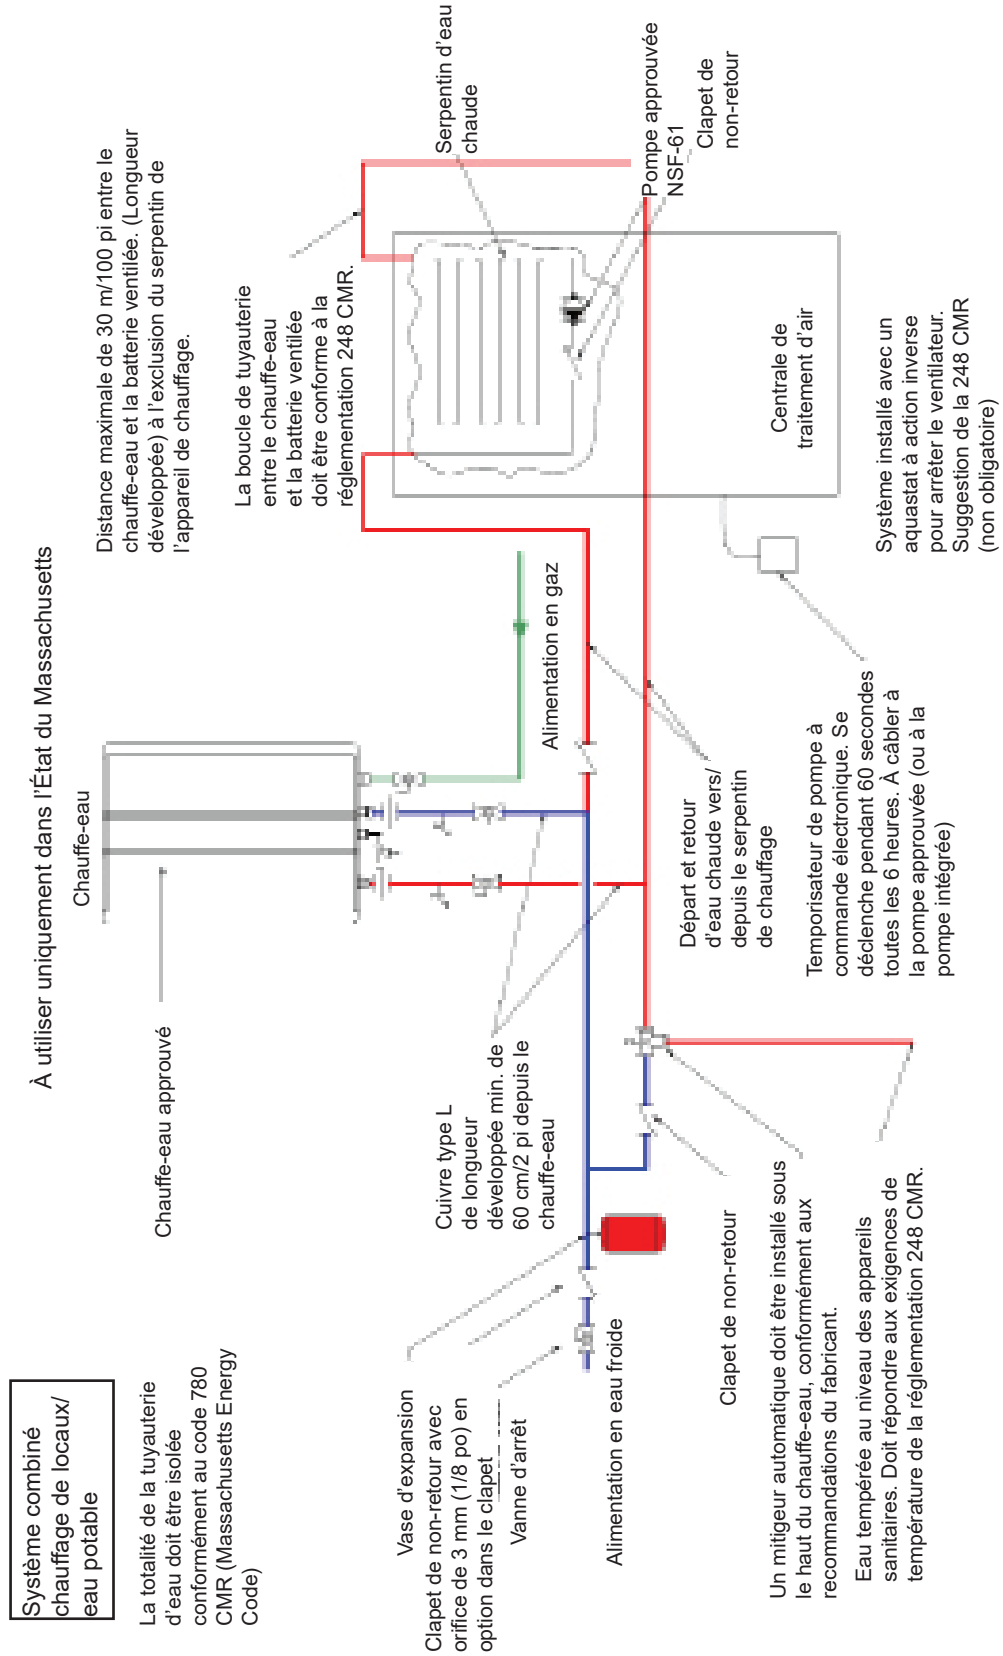 À utiliser uniquement dans l'État du Massachusetts
Système combiné
chauffage de locaux/
eau potable
La totalité de la tuyauterie
d'eau doit être isolée
conformément au code 780
CMR (Massachusetts Energy
Code)
Chauffe-eau approuvé
Chauffe-eau
Distance maximale de 30 m/100 pi entre le
chauffe-eau et la batterie ventilée. (Longueur
développée) à l'exclusion du serpentin de
l'appareil de chauffage.
La boucle de tuyauterie
entre le chauffe-eau
et la batterie ventilée
doit être conforme à la
réglementation 248 CMR.
Serpentin d'eau
chaude
Cuivre type L
de longueur
développée min. de
60 cm/2 pi depuis le
chauffe-eau
Alimentation en gaz
Pompe approuvée
NSF-61
Clapet de
non-retour
Vase d'expansion
Clapet de non-retour avec
orifice de 3 mm (1/8 po) en
option dans le clapet
Vanne d'arrêt
Alimentation en eau froide
Départ et retour
d'eau chaude vers/
depuis le serpentin
de chauffage
Centrale de
traitement d'air
Clapet de non-retour
Un mitigeur automatique doit être installé sous
le haut du chauffe-eau, conformément aux
recommandations du fabricant.
Temporisateur de pompe à
commande électronique. Se
déclenche pendant 60 secondes
toutes les 6 heures. À câbler à
la pompe approuvée (ou à la
pompe intégrée)
Eau tempérée au niveau des appareils
sanitaires. Doit répondre aux exigences de
température de la réglementation 248 CMR.
Système installé avec un
aquastat à action inverse
pour arrêter le ventilateur.
Suggestion de la 248 CMR
(non obligatoire)